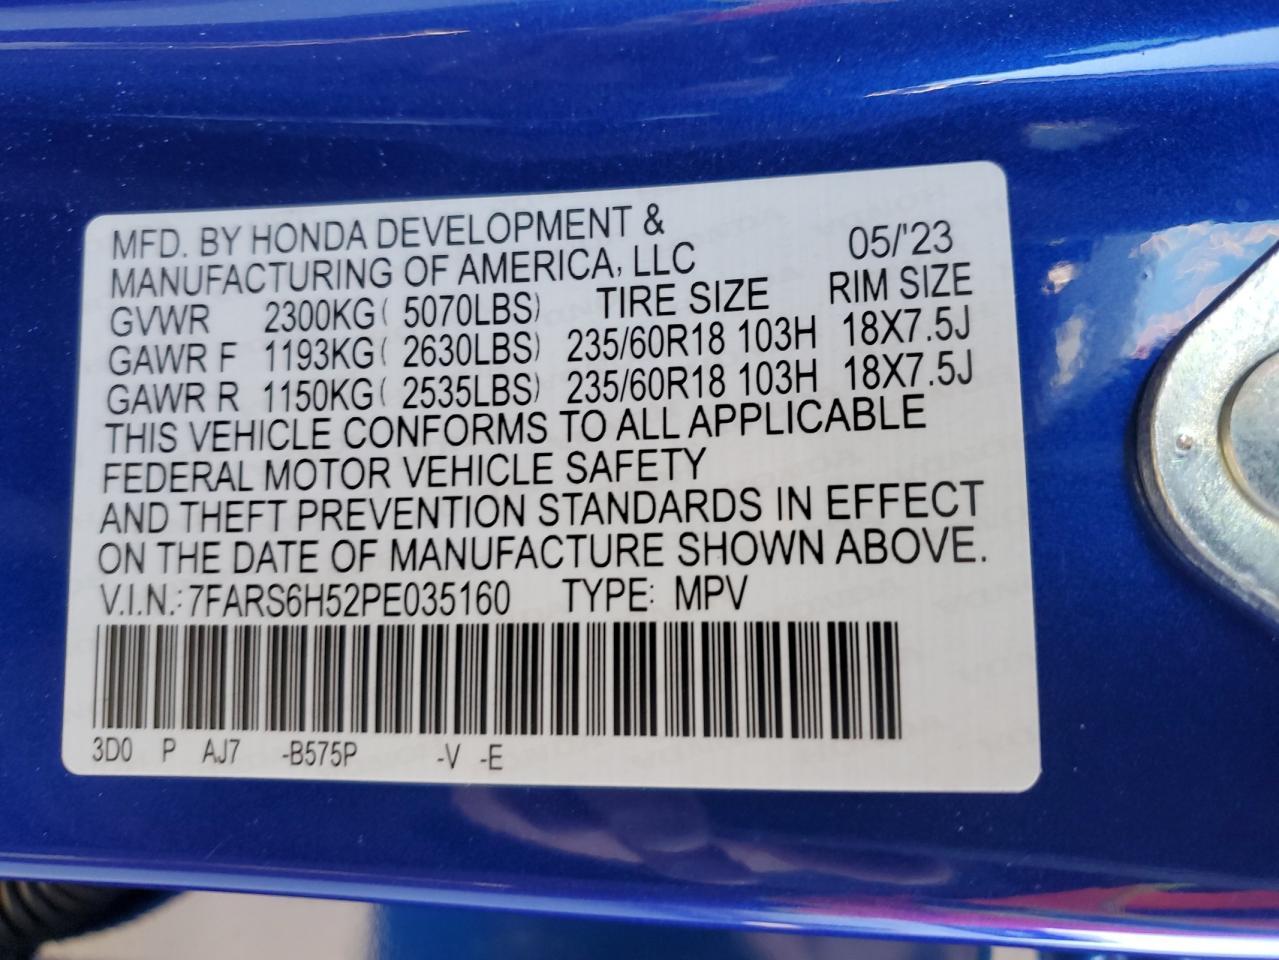 MFD. BY HONDA DEVELOPMENT &
MANUFACTURING OF AMERICA, LLC 05/'23
GVWR 2300KG( 5070LBS) TIRE SIZE RIM SIZE
GAWR F 1193KG( 2630LBS) 235/60R18 103H 18X7.5J
GAWR R 1150KG( 2535LBS) 235/60R18 103H 18X7.5J
THIS VEHICLE CONFORMS TO ALL APPLICABLE
FEDERAL MOTOR VEHICLE SAFETY
AND THEFT PREVENTION STANDARDS IN EFFECT
ON THE DATE OF MANUFACTURE SHOWN ABOVE.
V.I.N.:7FARS6H52PE035160 TYPE: MPV
3D0 P AJ7 -B575P -V -E